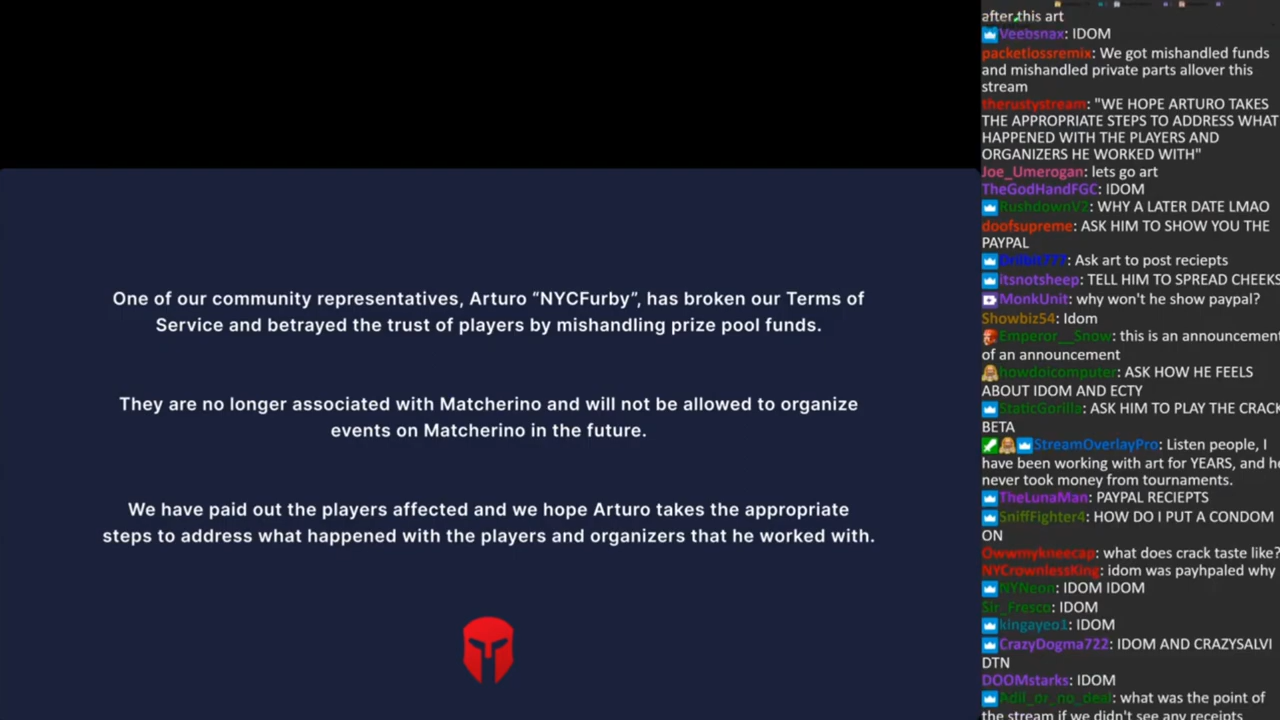 One of our community representatives, Arturo “NYCFurby”, has broken our Terms of
Service and betrayed the trust of players by mishandling prize pool funds.
They are no longer associated with Matcherino and will not be allowed to organize
events on Matcherino in the future.
We have paid out the players affected and we hope Arturo takes the appropriate
steps to address what happened with the players and organizers that he worked with.
after this art
Veebsnax: IDOM
packetlossremix: We got mishandled funds
and mishandled private parts allover this
stream
therustystream: "WE HOPE ARTURO TAKES
THE APPROPRIATE STEPS TO ADDRESS WHAT
HAPPENED WITH THE PLAYERS AND
ORGANIZERS HE WORKED WITH"
Joe_Umerogan: lets go art
TheGodHandFGC: IDOM
RushdownV2: WHY A LATER DATE LMAO
doofsupreme: ASK HIM TO SHOW YOU THE
PAYPAL
: Ask art to post reciepts
itsnotsheep: TELL HIM TO SPREAD CHEEKS
MonkUnit: why won't he show paypal?
Showbiz54: Idom
Emperor__Snow: this is an announcement
of an announcement
howdoicomputer: ASK HOW HE FEELS
ABOUT IDOM AND ECTY
SzaticGorilla: ASK HIM TO PLAY THE CRACK
BETA
StreamOverlayPro: Listen people, I
have been working with art for YEARS, and he
never took money from tournaments.
TheLunaMan: PAYPAL RECIEPTS
SniffFighter4: HOW DO I PUT A CONDOM
ON
Owwmykneecap: what does crack taste like?
NYCrownlessKing: idom was payhpaled why
NYNeon: IDOM IDOM
Sir_Fresco: IDOM
kingayeo1: IDOM
CrazyDogma722: IDOM AND CRAZYSALVI
DTN
DOOMstarks: IDOM
Adil_or_no_deal: what was the point of
the stream if we didn't see any receipts